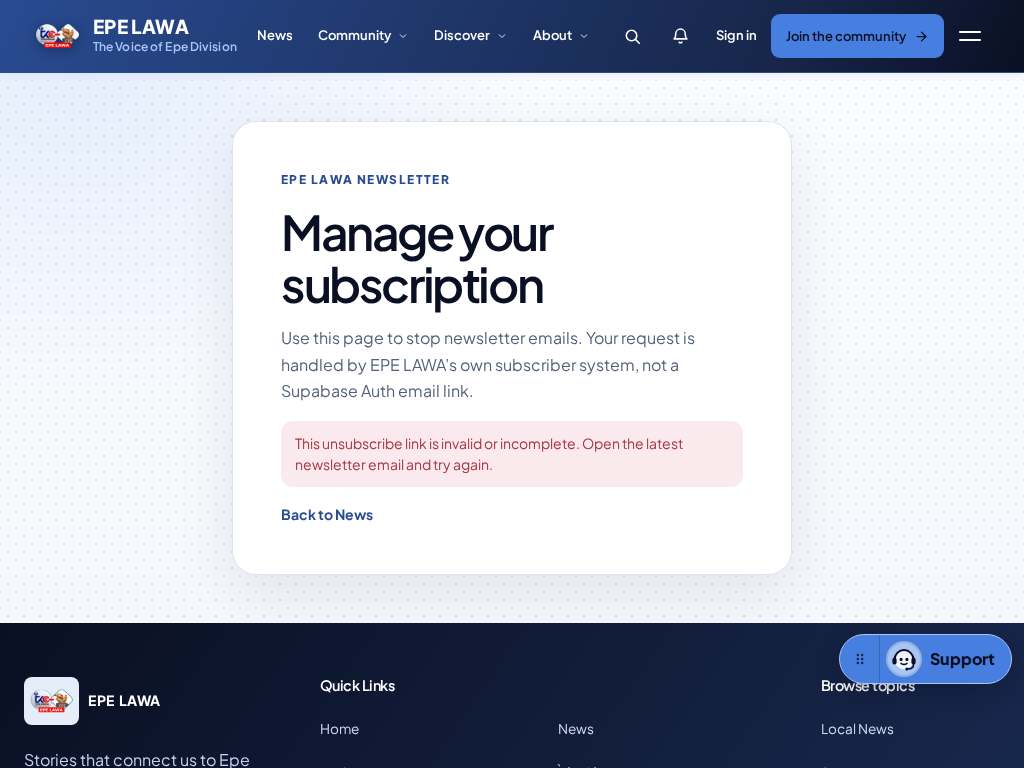 EPE LAWA
The Voice of Epe Division
News
Community
Discover
About
Sign in
Join the community
EPE LAWA NEWSLETTER
Manage your
subscription
Use this page to stop newsletter emails. Your request is
handled by EPE LAWA's own subscriber system, not a
Supabase Auth email link.
This unsubscribe link is invalid or incomplete. Open the latest
newsletter email and try again.
Back to News
Support
EPE LAWA
Stories that connect us to Epe
Quick Links
Home
News
Browse topics
Local News